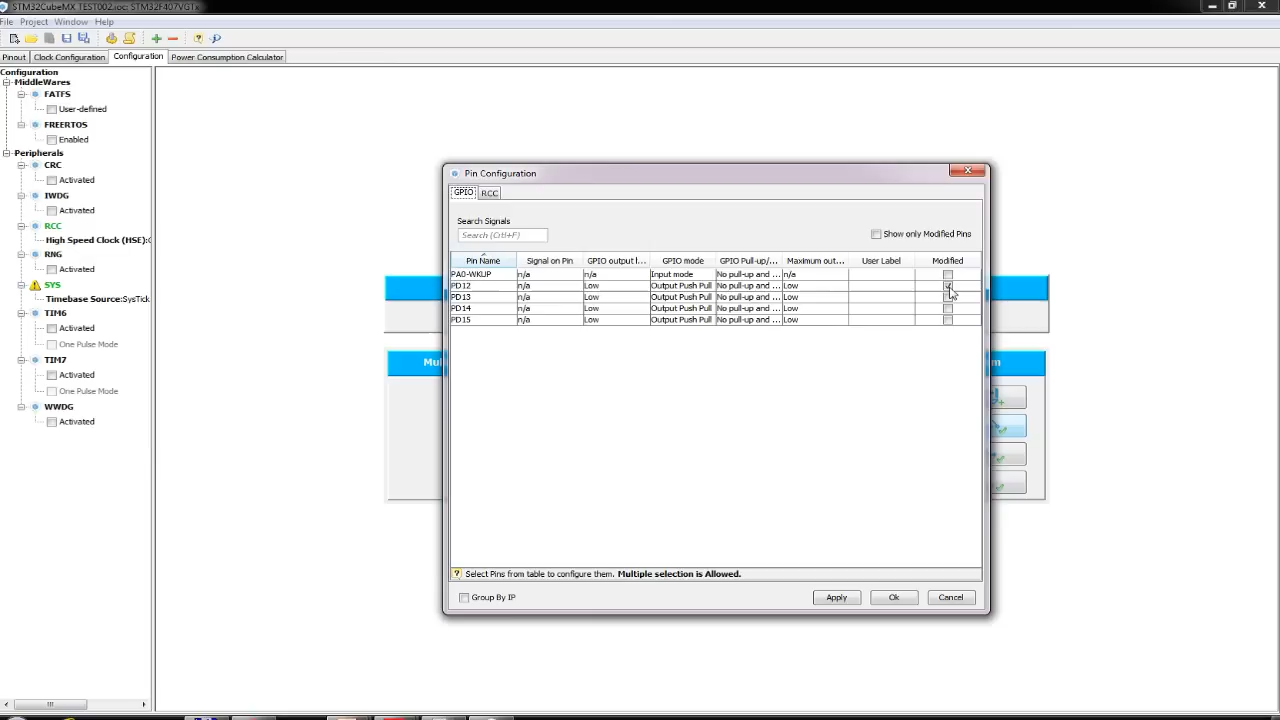 STM32CubeMX TEST002.ioc: STM32F407VGTx
File Project Window Help
Pinout Clock Configuration Configuration Power Consumption Calculator
Configuration
MiddleWares
FATFS
User-defined
FREERTOS
Enabled
Peripherals
CRC
Activated
IWDG
Activated
RCC
High Speed Clock (HSE):
RNG
Activated
SYS
Timebase Source:SysTick
TIM6
Activated
One Pulse Mode
TIM7
Activated
One Pulse Mode
WWDG
Activated
Mul
m
Pin Configuration
GPIO RCC
Search Signals
Search (Crtl+F)
Show only Modified Pins
Pin Name Signal on Pin GPIO output l... GPIO mode GPIO Pull-up/... Maximum out... User Label Modified
PA0-WKUP n/a n/a Input mode No pull-up and ... n/a
PD12 n/a Low Output Push Pull No pull-up and ... Low
PD13 n/a Low Output Push Pull No pull-up and ... Low
PD14 n/a Low Output Push Pull No pull-up and ... Low
PD15 n/a Low Output Push Pull No pull-up and ... Low
Select Pins from table to configure them. Multiple selection is Allowed.
Group By IP
Apply Ok Cancel